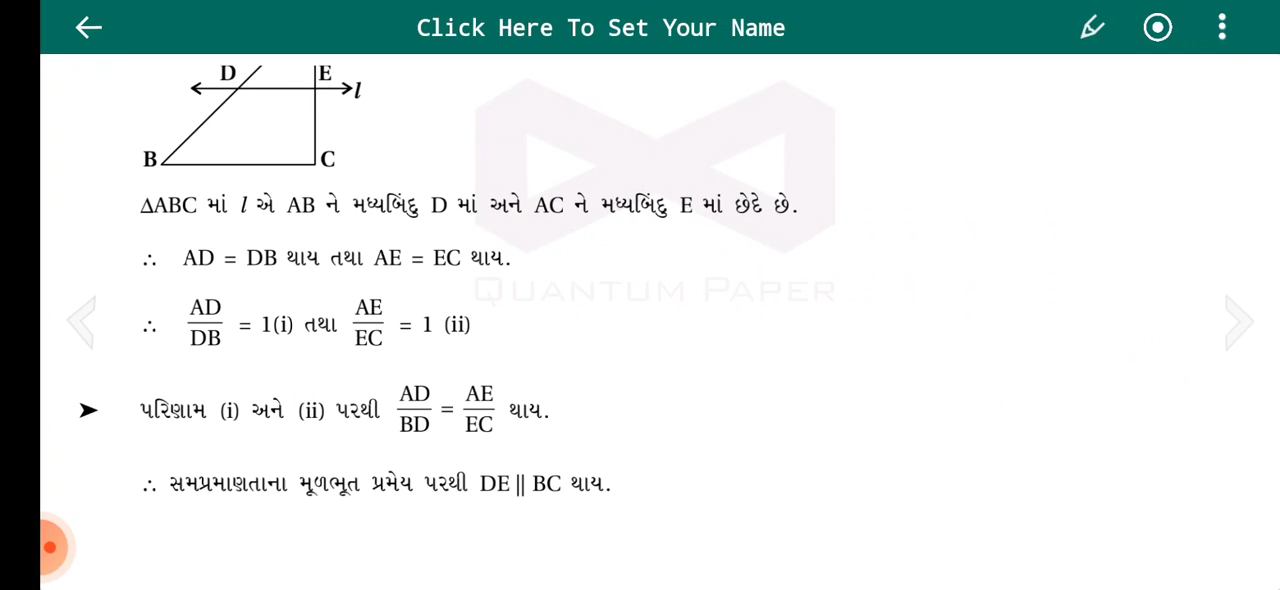 Click Here To Set Your Name
D E
l
B C
QUANTUM PAPER
ΔABC માં l એ AB ને મધ્યબિંદુ D માં અને AC ને મધ્યબિંદુ E માં છેદે છે.
∴ AD = DB થાય તથા AE = EC થાય.
∴ AD/DB = 1(i) તથા AE/EC = 1 (ii)
➤ પરિણામ (i) અને (ii) પરથી AD/BD = AE/EC થાય.
∴ સમપ્રમાણતાના મૂળભૂત પ્રમેય પરથી DE || BC થાય.